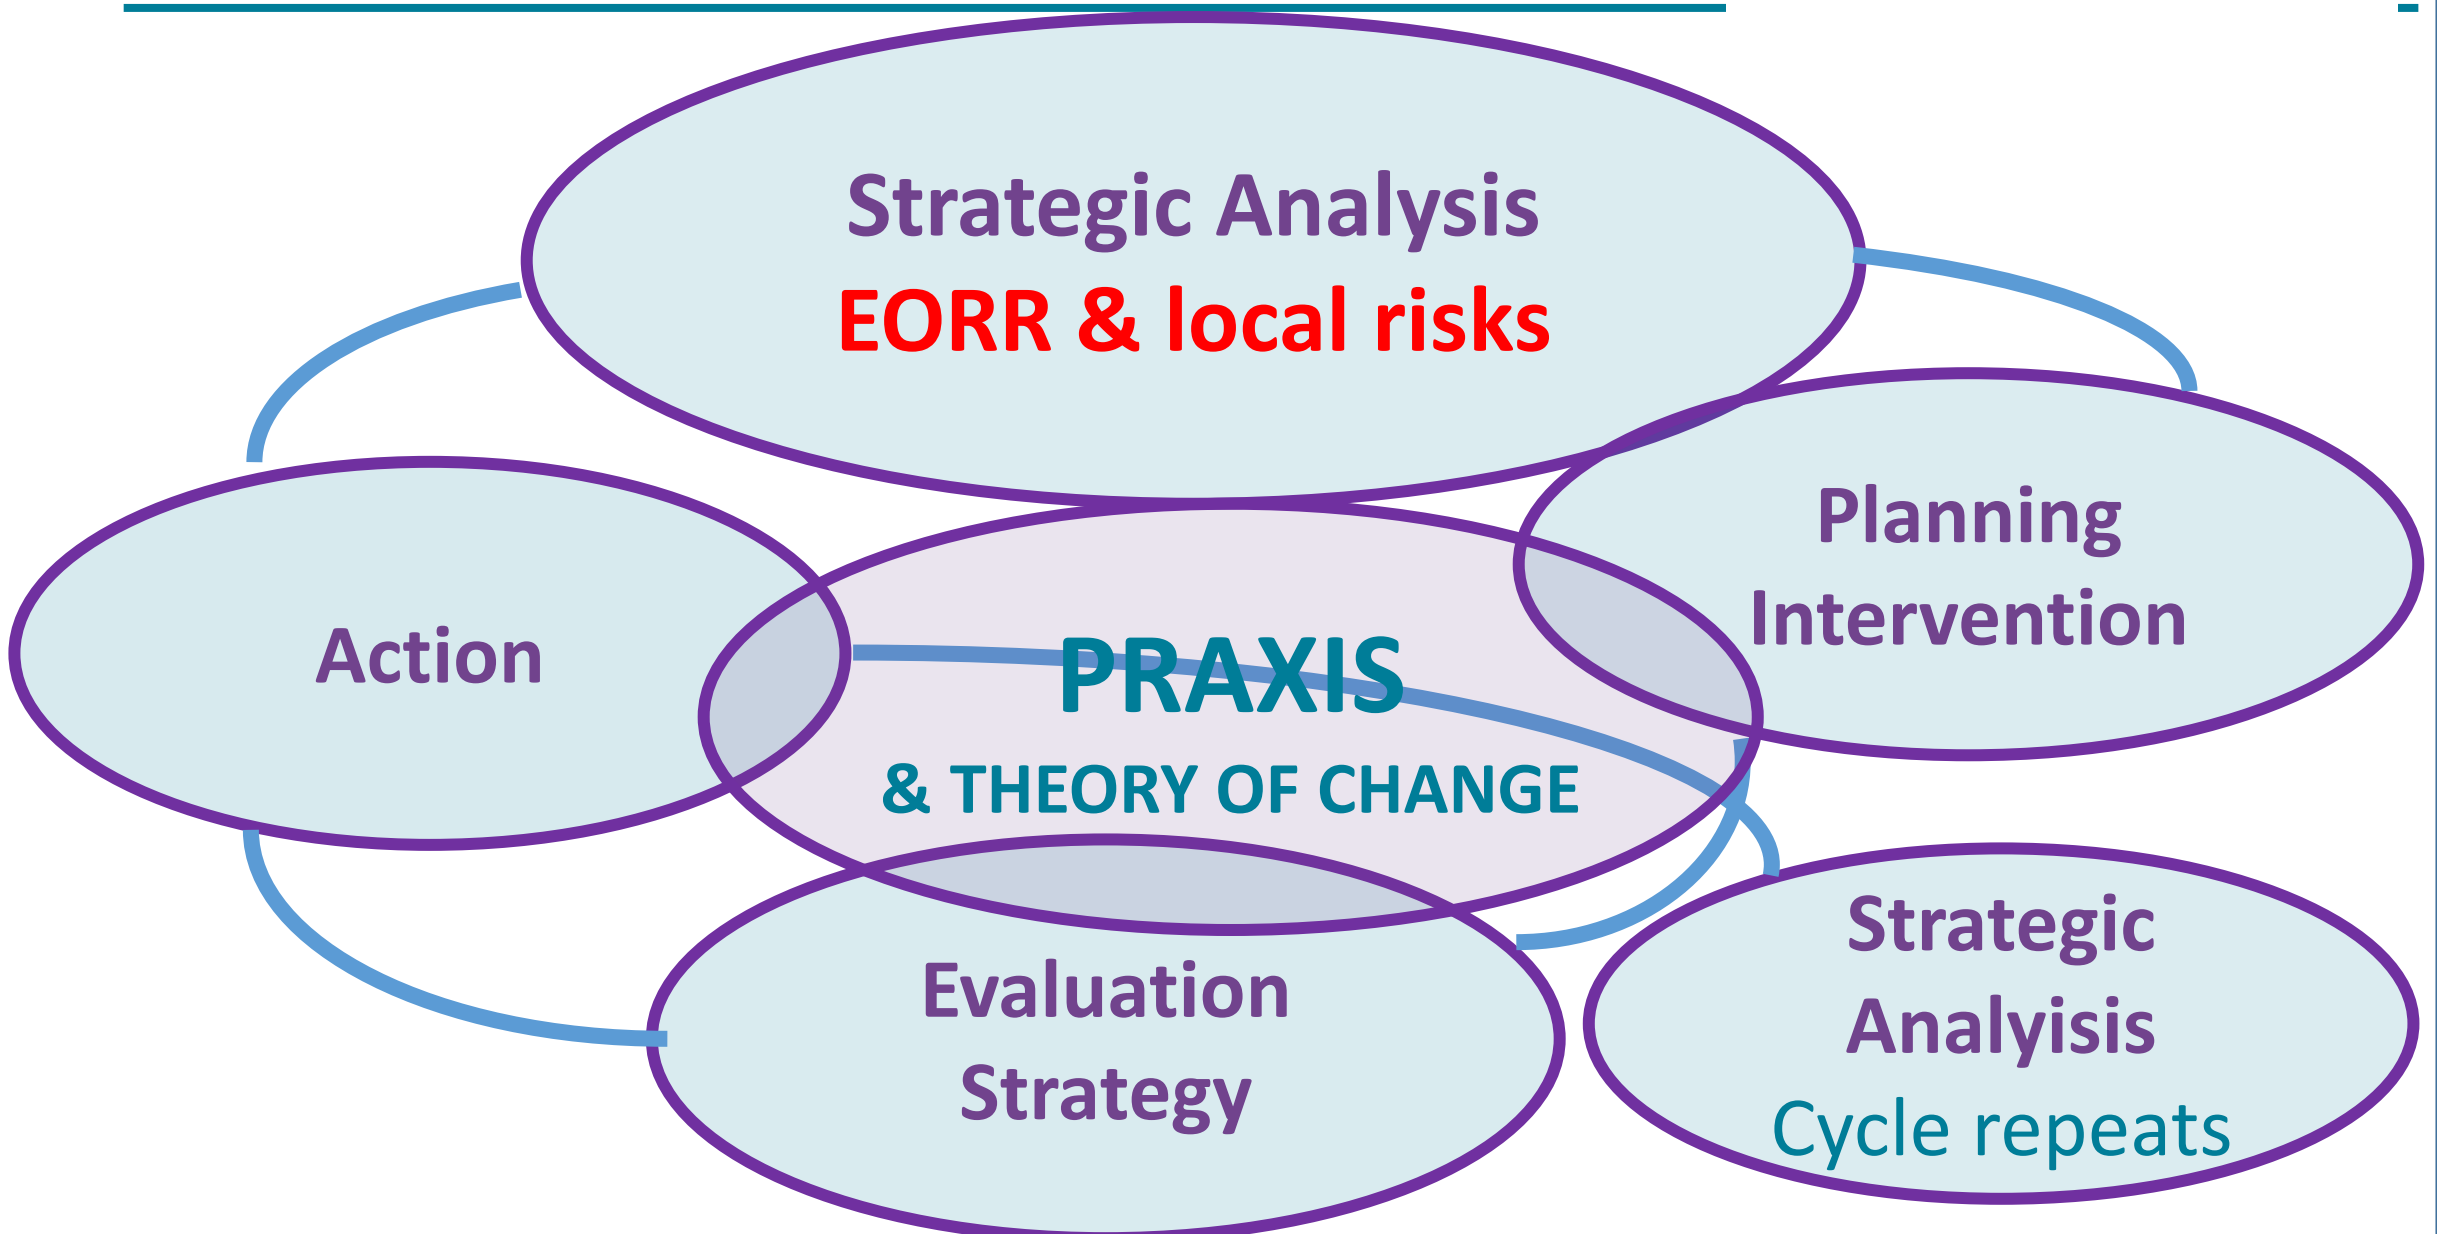 Strategic Analysis
EORR & local risks
Planning
Intervention
Action
PRAXIS
& THEORY OF CHANGE
Evaluation
Strategy
Strategic
Analyisis
Cycle repeats